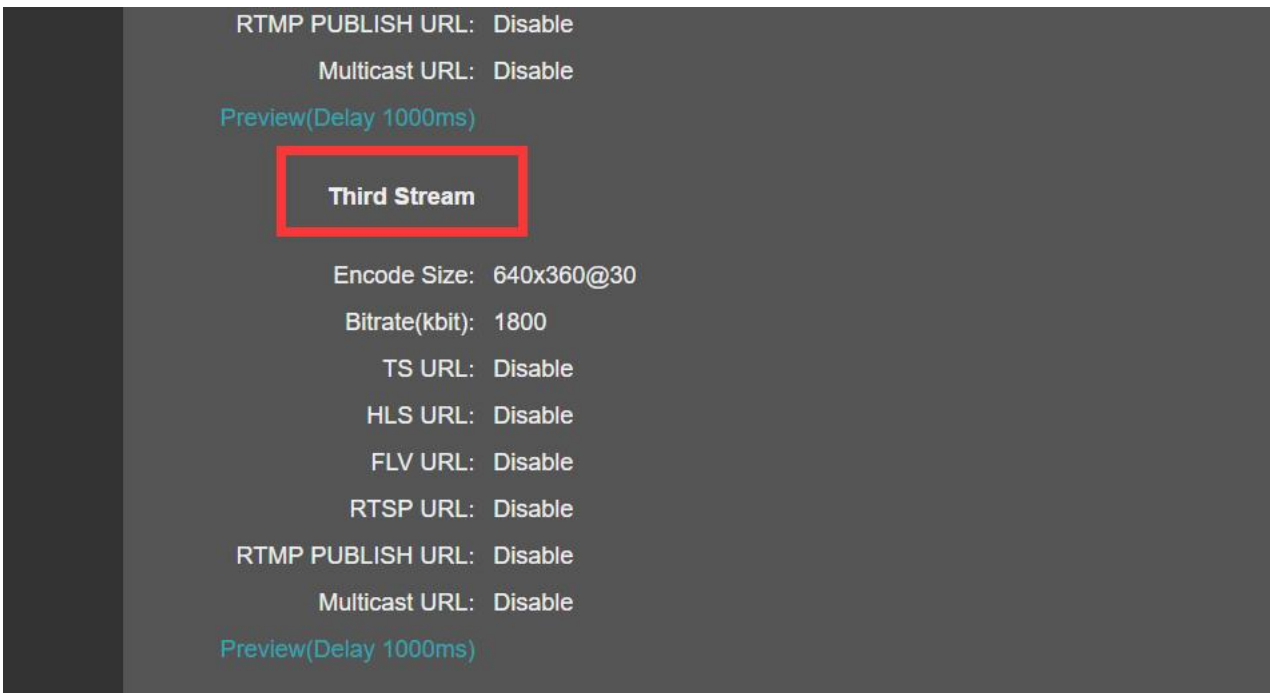 RTMP PUBLISH URL: Disable
Multicast URL: Disable
Preview(Delay 1000ms)
Third Stream
Encode Size: 640x360@30
Bitrate(kbit): 1800
TS URL: Disable
HLS URL: Disable
FLV URL: Disable
RTSP URL: Disable
RTMP PUBLISH URL: Disable
Multicast URL: Disable
Preview(Delay 1000ms)